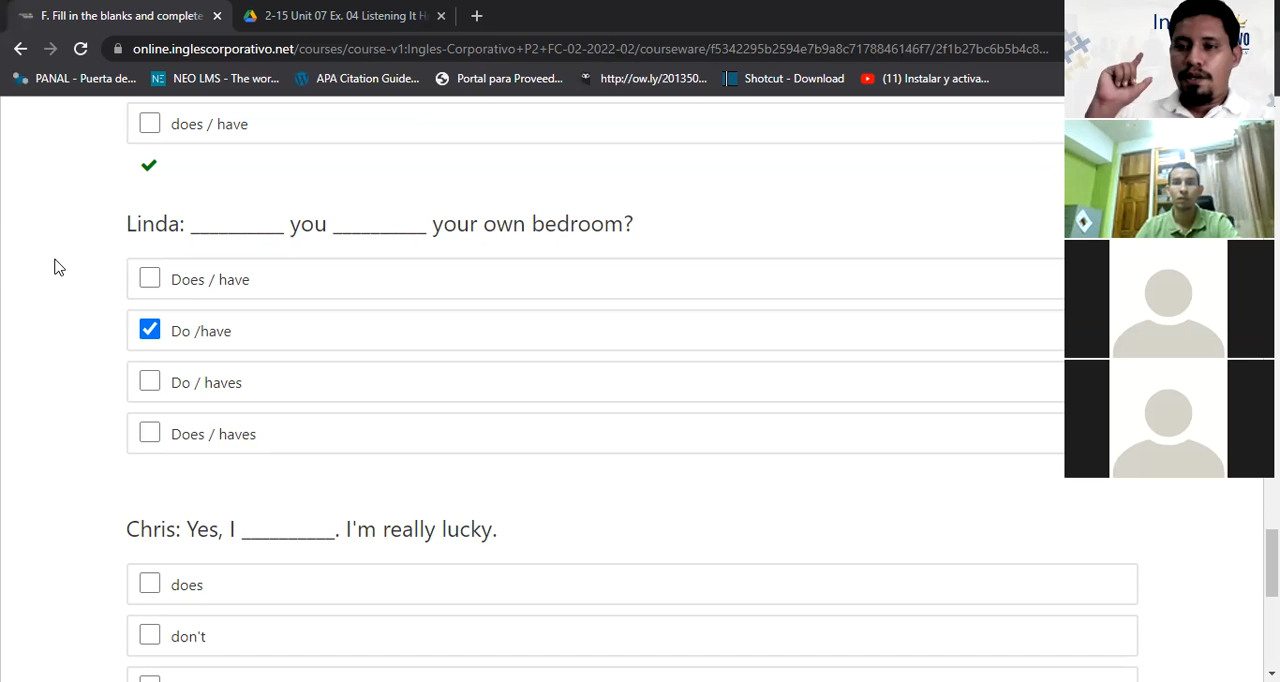 F. Fill in the blanks and complete
2-15 Unit 07 Ex. 04 Listening It H
online.inglescorporativo.net/courses/course-v1:Ingles-Corporativo+P2+FC-02-2022-02/courseware/f5342295b2594e7b9a8c7178846146f7/2f1b27bc6b5b4c8...
PANAL - Puerta de...
NEO LMS - The wor...
APA Citation Guide...
Portal para Proveed...
http://ow.ly/201350...
Shotcut - Download
(11) Instalar y activa...
does / have
Linda: __________ you __________ your own bedroom?
Does / have
Do /have
Do / haves
Does / haves
Chris: Yes, I __________. I'm really lucky.
does
don't